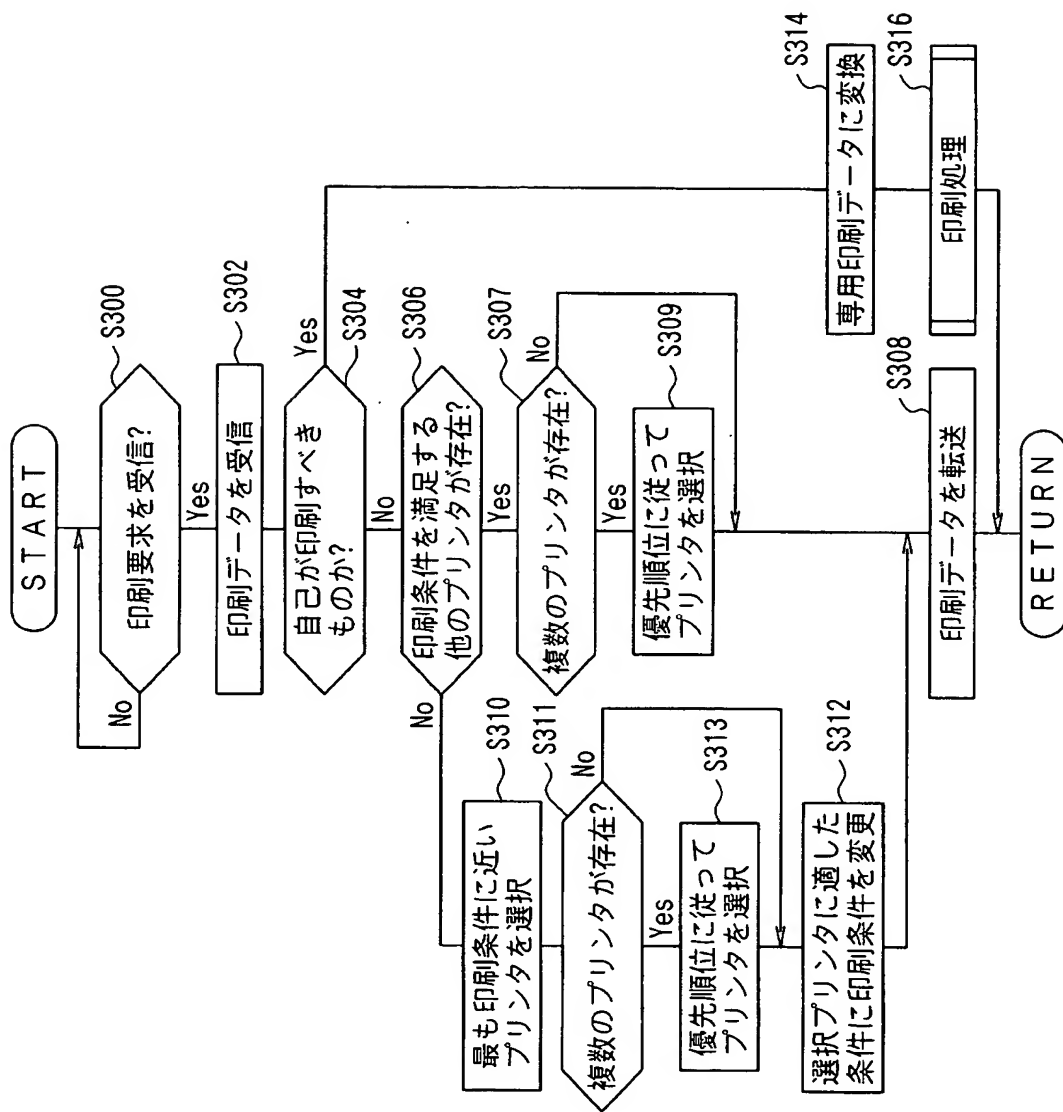 START
S300
印刷要求を受信?
No
Yes
S302
印刷データを受信
S304
自己が印刷すべき
ものか?
Yes
No
S306
印刷条件を満足する
他のプリンタが存在?
No
Yes
S307
複数のプリンタが存在?
No
Yes
S309
優先順位に従って
プリンタを選択
S310
最も印刷条件に近い
プリンタを選択
S311
複数のプリンタが存在?
No
Yes
S313
優先順位に従って
プリンタを選択
S312
選択プリンタに適した
条件に印刷条件を変更
S308
印刷データを転送
S314
専用印刷データに変換
S316
印刷処理
RETURN